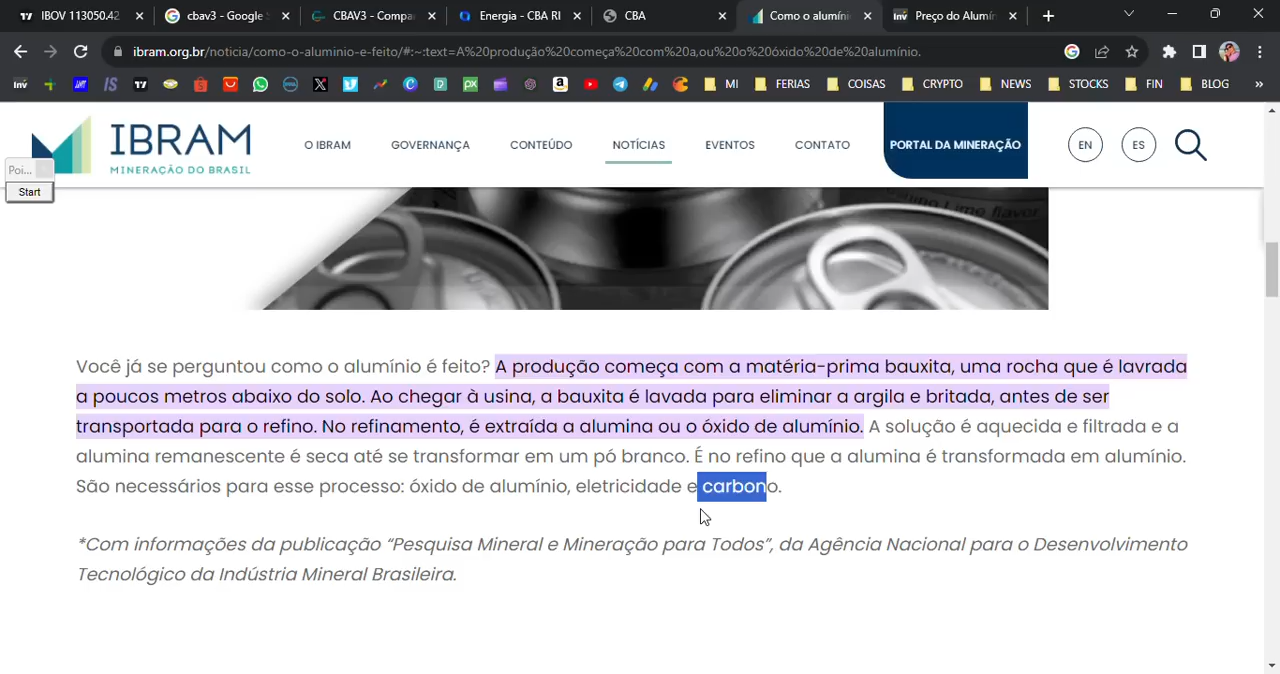 IBOV 113050.42
cbav3 - Google
CBAV3 - Compa
Energia - CBA RI
CBA
Como o alumíni
Preço do Alumín
ibram.org.br/noticia/como-o-aluminio-e-feito/#:~:text=A%20produção%20começa%20com%20a,ou%20o%20óxido%20de%20alumínio.
MI
FERIAS
COISAS
CRYPTO
NEWS
STOCKS
FIN
BLOG
IBRAM
MINERAÇÃO DO BRASIL
O IBRAM
GOVERNANÇA
CONTEÚDO
NOTÍCIAS
EVENTOS
CONTATO
PORTAL DA MINERAÇÃO
EN
ES
Poi...
Start
Limo flavor
Você já se perguntou como o alumínio é feito? A produção começa com a matéria-prima bauxita, uma rocha que é lavrada
a poucos metros abaixo do solo. Ao chegar à usina, a bauxita é lavada para eliminar a argila e britada, antes de ser
transportada para o refino. No refinamento, é extraída a alumina ou o óxido de alumínio. A solução é aquecida e filtrada e a
alumina remanescente é seca até se transformar em um pó branco. É no refino que a alumina é transformada em alumínio.
São necessários para esse processo: óxido de alumínio, eletricidade e carbono.
*Com informações da publicação “Pesquisa Mineral e Mineração para Todos”, da Agência Nacional para o Desenvolvimento
Tecnológico da Indústria Mineral Brasileira.